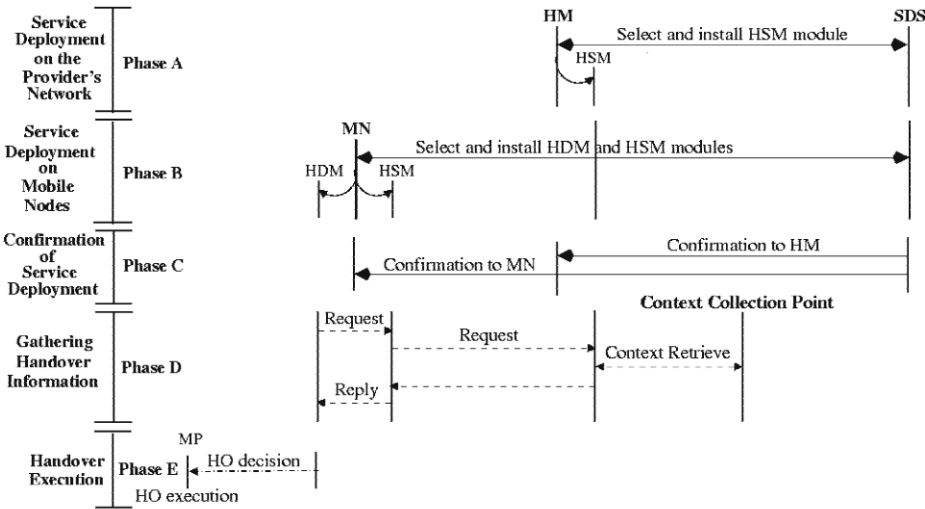 Service
Deployment
on the
Provider's
Network
Phase A
HM
SDS
Select and install HSM module
HSM
Service
Deployment
on
Mobile
Nodes
Phase B
MN
Select and install HDM and HSM modules
HDM
HSM
Confirmation
of
Service
Deployment
Phase C
Confirmation to HM
Confirmation to MN
Context Collection Point
Gathering
Handover
Information
Phase D
Request
Request
Context Retrieve
Reply
Handover
Execution
Phase E
MP
HO decision
HO execution